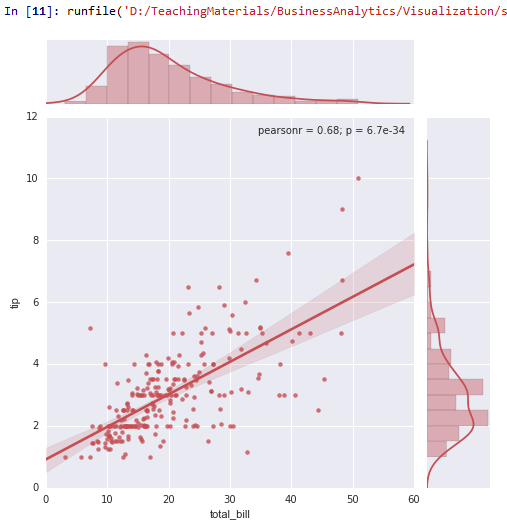 In [11]: runfile('D:/TeachingMaterials/BusinessAnalytics/Visualization/s
12
pearsonr = 0.68; p = 6.7e-34
10
8
6
tip
4
2
0
0 10 20 30 40 50 60
total_bill